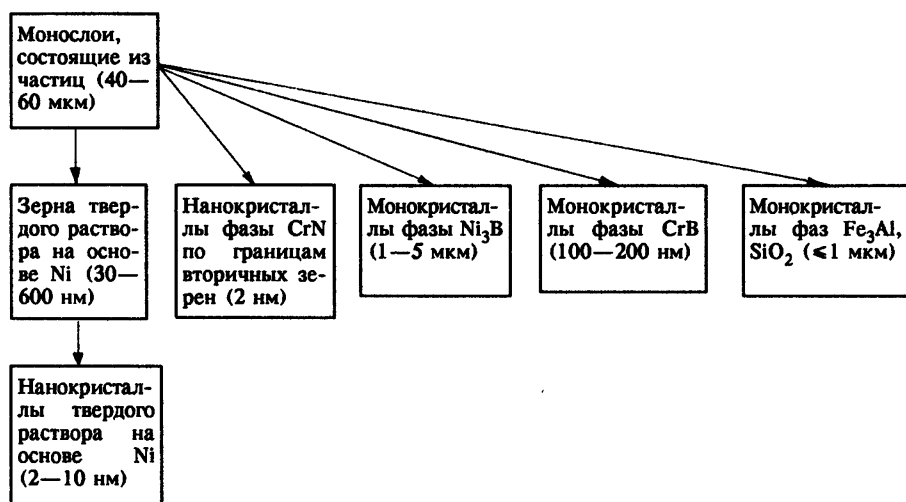 Монослои,
состоящие из
частиц (40—
60 мкм)
Зерна твер-
дого раство-
ра на осно-
ве Ni (30—
600 нм)
Нанокристал-
лы фазы CrN
по границам
вторичных зе-
рен (2 нм)
Монокристал-
лы фазы Ni₃B
(1—5 мкм)
Монокристал-
лы фазы CrB
(100—200 нм)
Монокристал-
лы фаз Fe₃Al,
SiO₂ (⩽1 мкм)
Нанокристал-
лы твердого
раствора на
основе Ni
(2—10 нм)